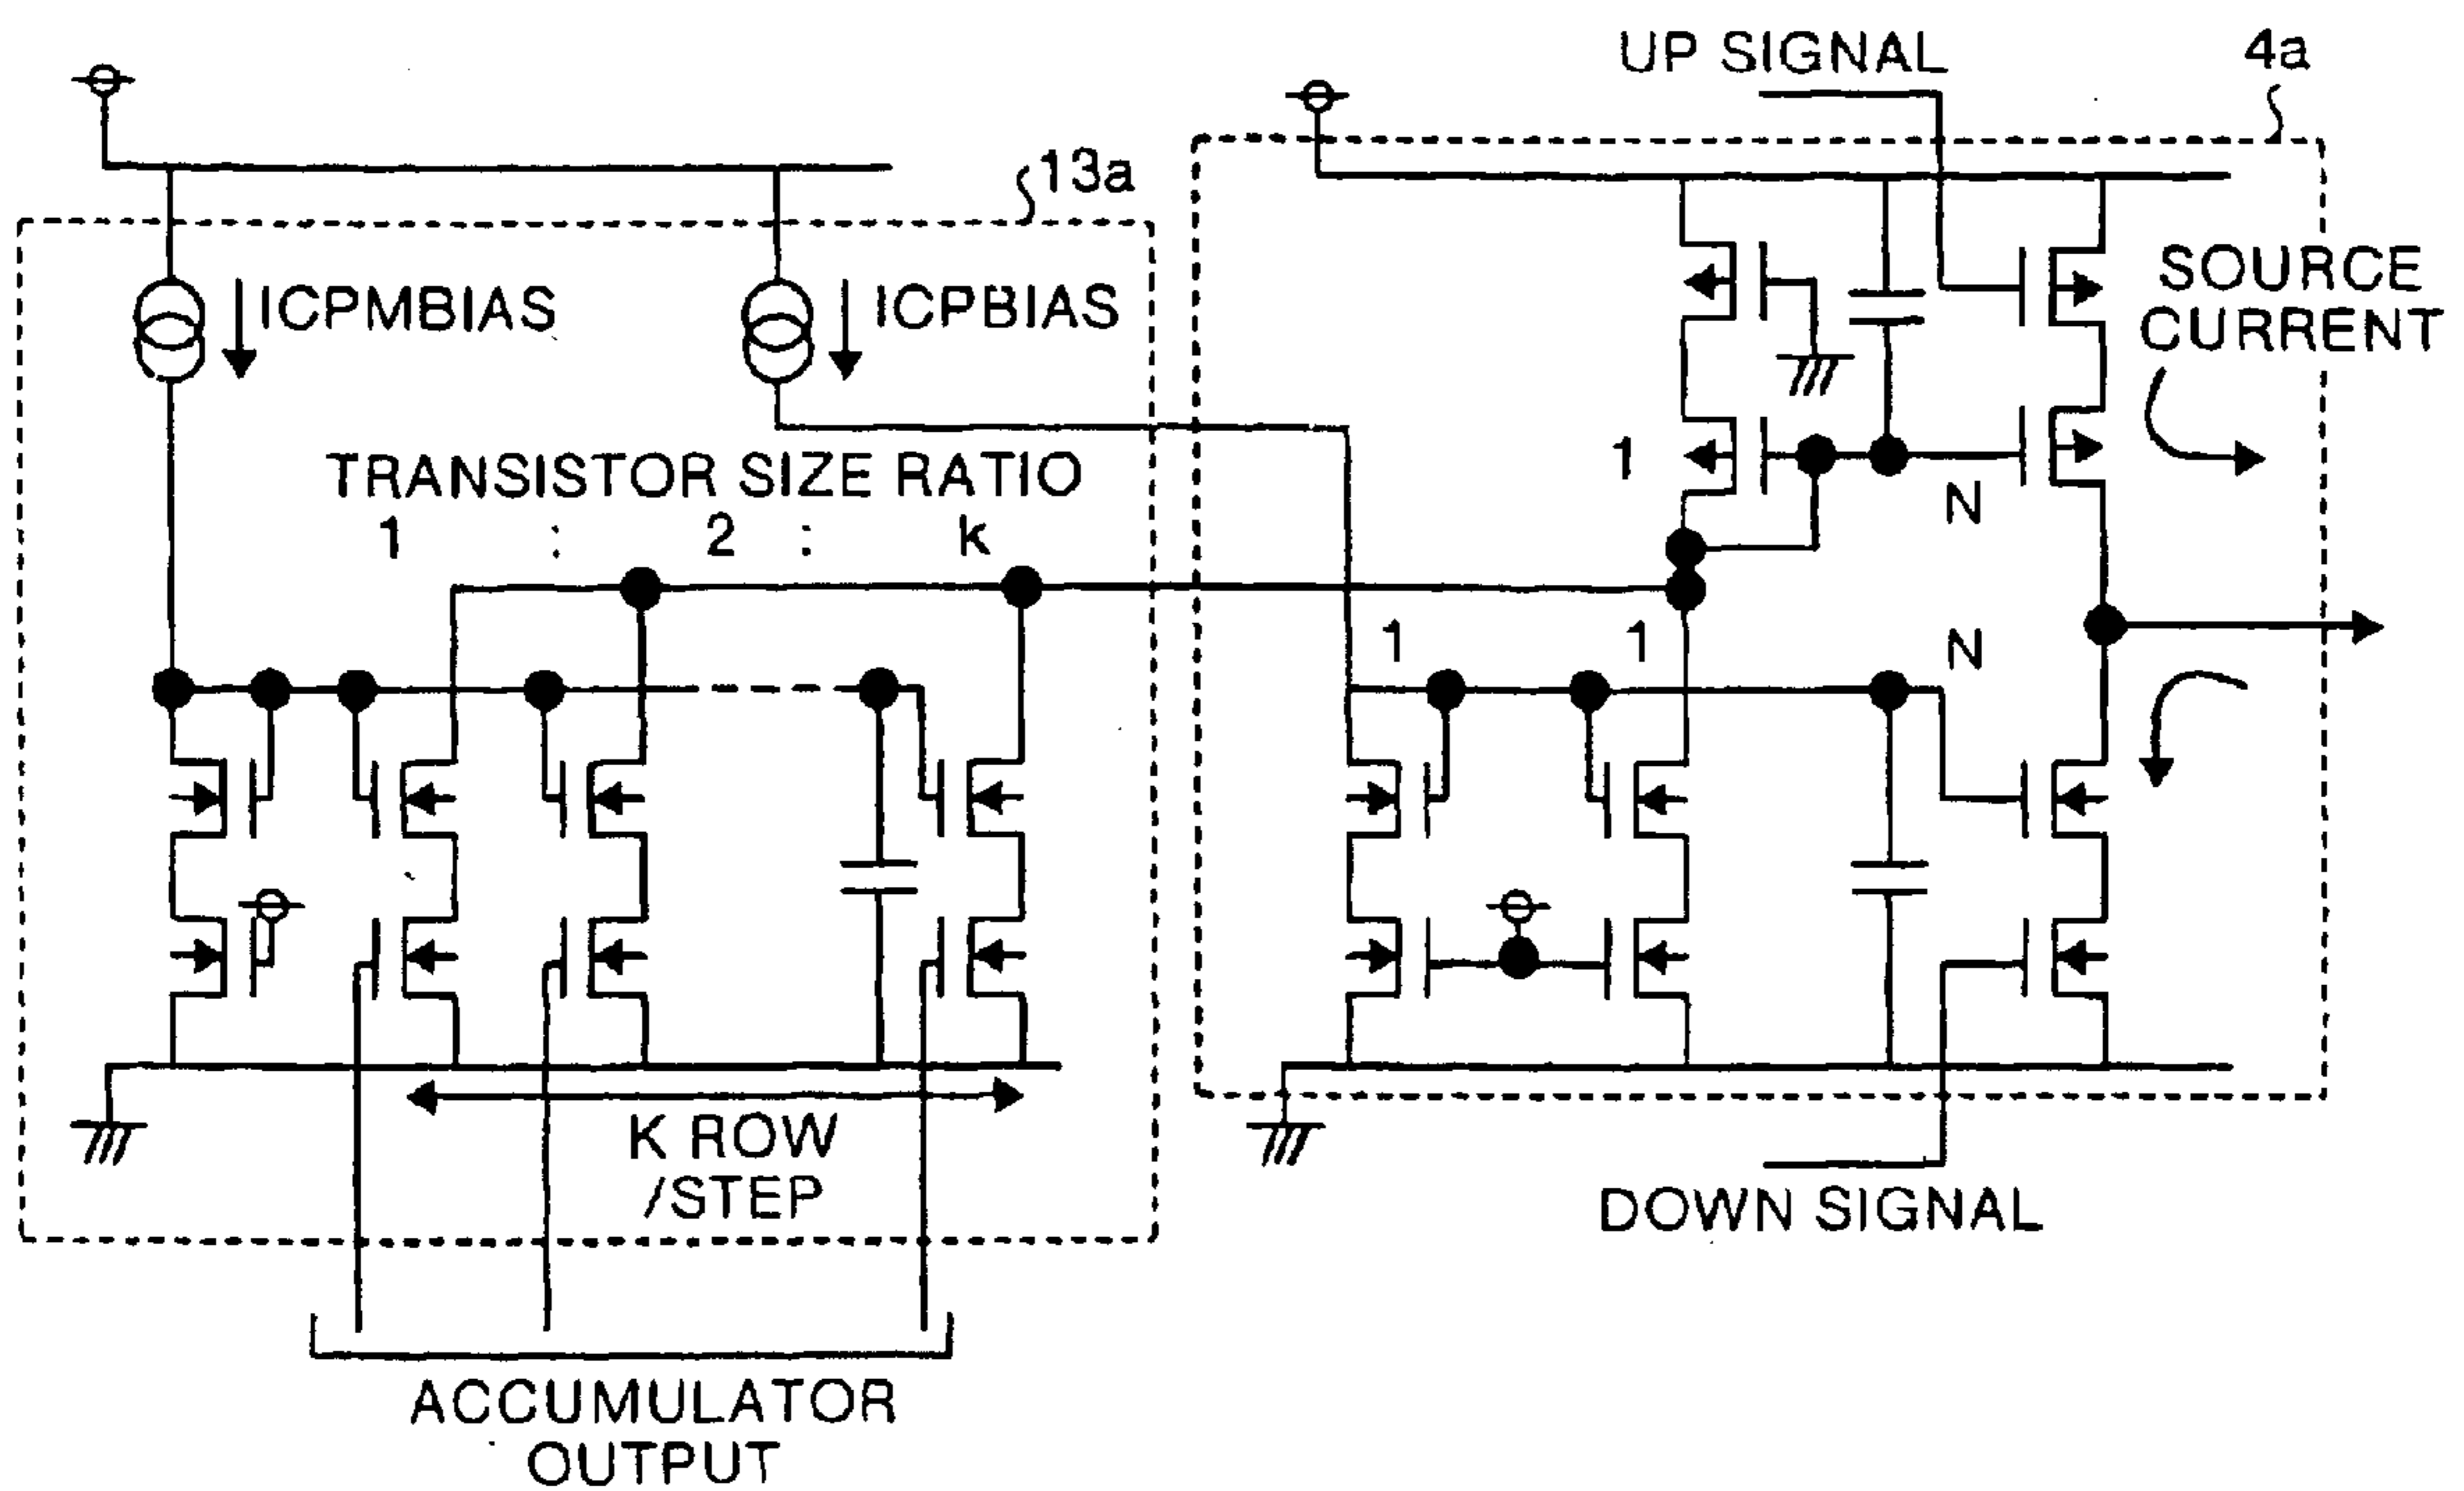 UP SIGNAL
4a
13a
ICPMBIAS
ICPBIAS
SOURCE
CURRENT
TRANSISTOR SIZE RATIO
1 : 2 : k
1
N
1
1
N
K ROW
/STEP
DOWN SIGNAL
ACCUMULATOR
OUTPUT